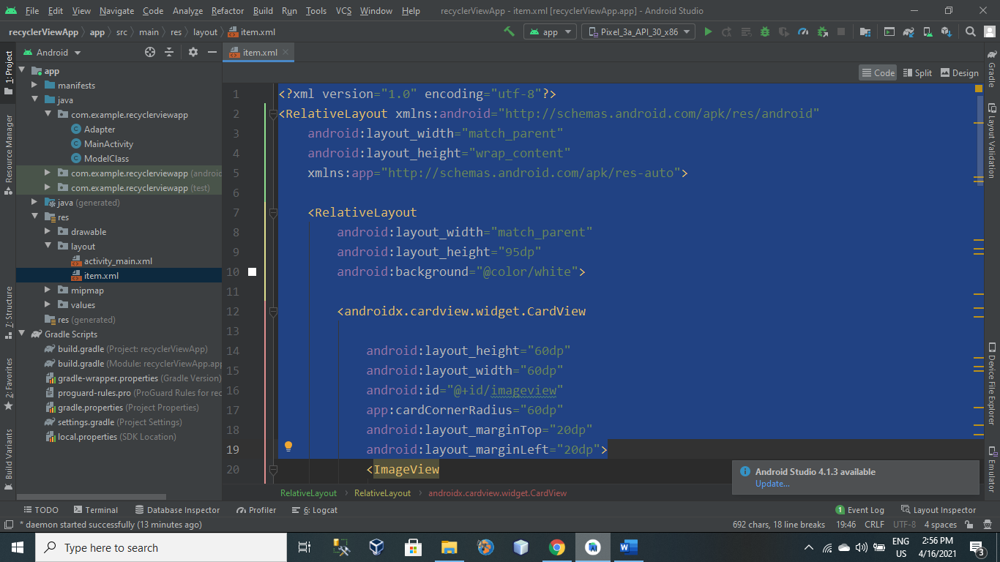 File Edit View Navigate Code Analyze Refactor Build Run Tools VCS Window Help recyclerViewApp - item.xml [recyclerViewApp.app] - Android Studio
recyclerViewApp app src main res layout item.xml app Pixel_3a_API_30_x86
Android item.xml
Code Split Design
1: Project
Resource Manager
7: Structure
2: Favorites
Build Variants
app
manifests
java
com.example.recyclerviewapp
Adapter
MainActivity
ModelClass
com.example.recyclerviewapp (androi
com.example.recyclerviewapp (test)
java (generated)
res
drawable
layout
activity_main.xml
item.xml
mipmap
values
res (generated)
Gradle Scripts
build.gradle (Project: recyclerViewApp)
build.gradle (Module: recyclerViewApp.app
gradle-wrapper.properties (Gradle Version)
proguard-rules.pro (ProGuard Rules for rec
gradle.properties (Project Properties)
settings.gradle (Project Settings)
local.properties (SDK Location)
1 <?xml version="1.0" encoding="utf-8"?>
2 <RelativeLayout xmlns:android="http://schemas.android.com/apk/res/android"
3 android:layout_width="match_parent"
4 android:layout_height="wrap_content"
5 xmlns:app="http://schemas.android.com/apk/res-auto">
6
7 <RelativeLayout
8 android:layout_width="match_parent"
9 android:layout_height="95dp"
10 android:background="@color/white">
11
12 <androidx.cardview.widget.CardView
13
14 android:layout_height="60dp"
15 android:layout_width="60dp"
16 android:id="@+id/imageview"
17 app:cardCornerRadius="60dp"
18 android:layout_marginTop="20dp"
19 android:layout_marginLeft="20dp">
20 <ImageView
Gradle
Layout Validation
Device File Explorer
Emulator
Android Studio 4.1.3 available
Update...
RelativeLayout RelativeLayout androidx.cardview.widget.CardView
TODO Terminal Database Inspector Profiler 6: Logcat 1 Event Log Layout Inspector
* daemon started successfully (13 minutes ago) 692 chars, 18 line breaks 19:46 CRLF UTF-8 4 spaces
Type here to search
ENG
US
2:56 PM
4/16/2021
3